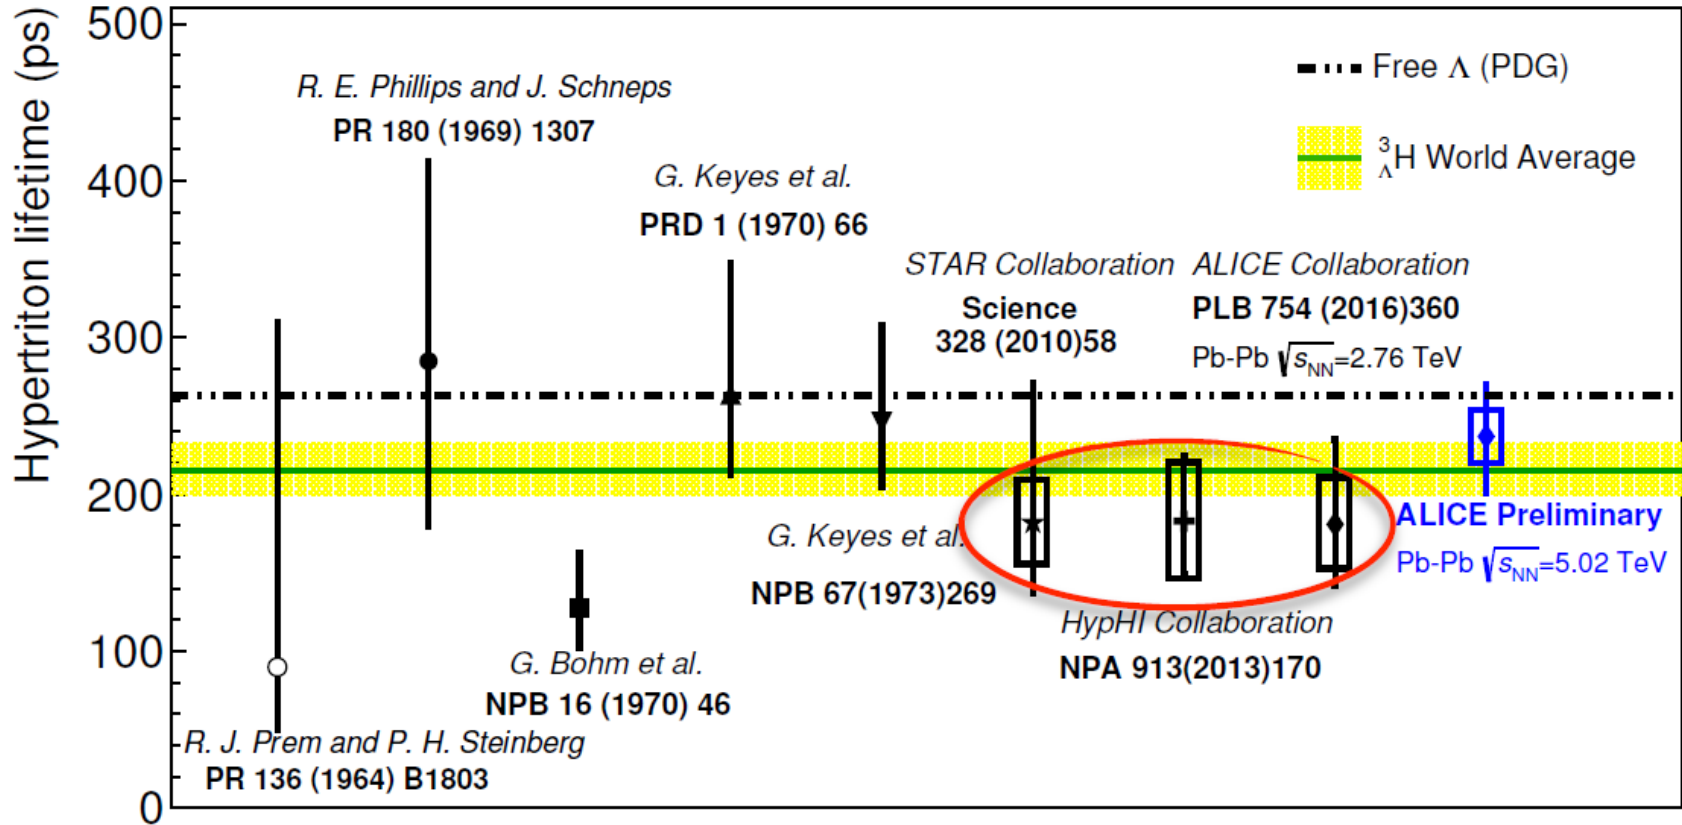 Hypertriton lifetime (ps)
500
400
300
200
100
0
Free Λ (PDG)
³ΛH World Average
R. E. Phillips and J. Schneps
PR 180 (1969) 1307
G. Keyes et al.
PRD 1 (1970) 66
STAR Collaboration
Science
328 (2010)58
ALICE Collaboration
PLB 754 (2016)360
Pb-Pb √sNN=2.76 TeV
ALICE Preliminary
Pb-Pb √sNN=5.02 TeV
G. Keyes et al.
NPB 67(1973)269
HypHI Collaboration
NPA 913(2013)170
G. Bohm et al.
NPB 16 (1970) 46
R. J. Prem and P. H. Steinberg
PR 136 (1964) B1803